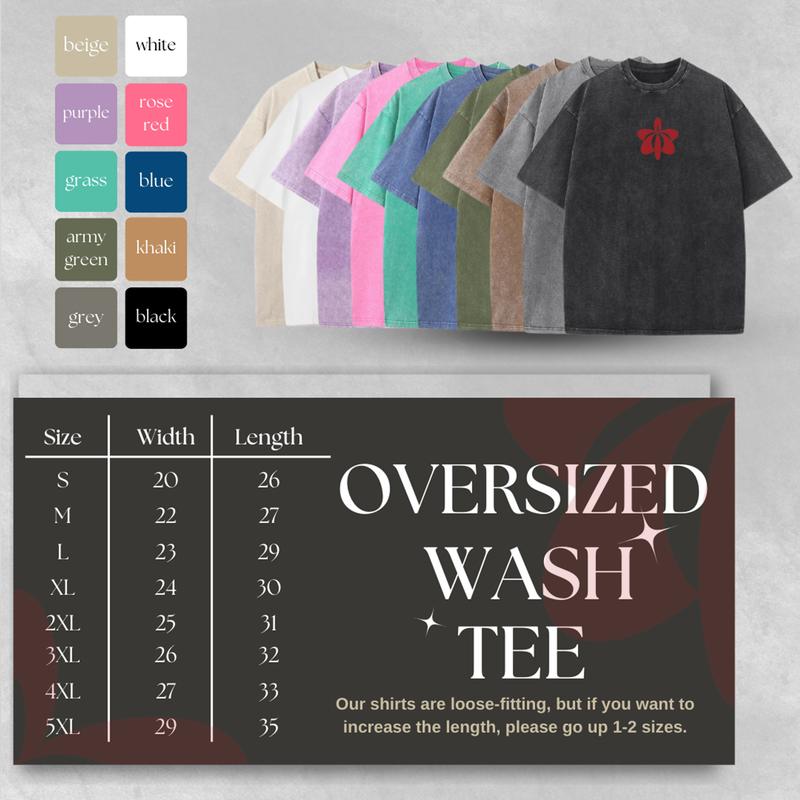 beige white
purple rose
red
grass blue
army
green khaki
grey black
Size Width Length
S 20 26
M 22 27
L 23 29
XL 24 30
2XL 25 31
3XL 26 32
4XL 27 33
5XL 29 35
OVERSIZED
WASH
TEE
Our shirts are loose-fitting, but if you want to
increase the length, please go up 1-2 sizes.